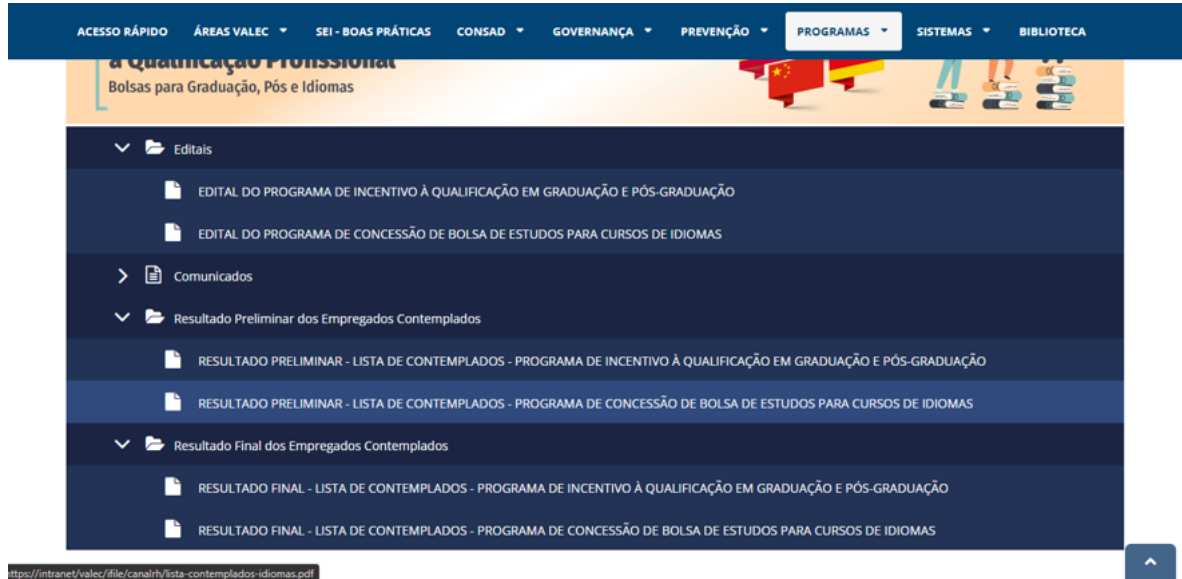 ACESSO RÁPIDO ÁREAS VALEC SEI - BOAS PRÁTICAS CONSAD GOVERNANÇA PREVENÇÃO PROGRAMAS SISTEMAS BIBLIOTECA
a Qualificação Profissional
Bolsas para Graduação, Pós e Idiomas
Editais
EDITAL DO PROGRAMA DE INCENTIVO À QUALIFICAÇÃO EM GRADUAÇÃO E PÓS-GRADUAÇÃO
EDITAL DO PROGRAMA DE CONCESSÃO DE BOLSA DE ESTUDOS PARA CURSOS DE IDIOMAS
Comunicados
Resultado Preliminar dos Empregados Contemplados
RESULTADO PRELIMINAR - LISTA DE CONTEMPLADOS - PROGRAMA DE INCENTIVO À QUALIFICAÇÃO EM GRADUAÇÃO E PÓS-GRADUAÇÃO
RESULTADO PRELIMINAR - LISTA DE CONTEMPLADOS - PROGRAMA DE CONCESSÃO DE BOLSA DE ESTUDOS PARA CURSOS DE IDIOMAS
Resultado Final dos Empregados Contemplados
RESULTADO FINAL - LISTA DE CONTEMPLADOS - PROGRAMA DE INCENTIVO À QUALIFICAÇÃO EM GRADUAÇÃO E PÓS-GRADUAÇÃO
RESULTADO FINAL - LISTA DE CONTEMPLADOS - PROGRAMA DE CONCESSÃO DE BOLSA DE ESTUDOS PARA CURSOS DE IDIOMAS
https://intranet/valec/ifile/canalrh/lista-contemplados-idiomas.pdf